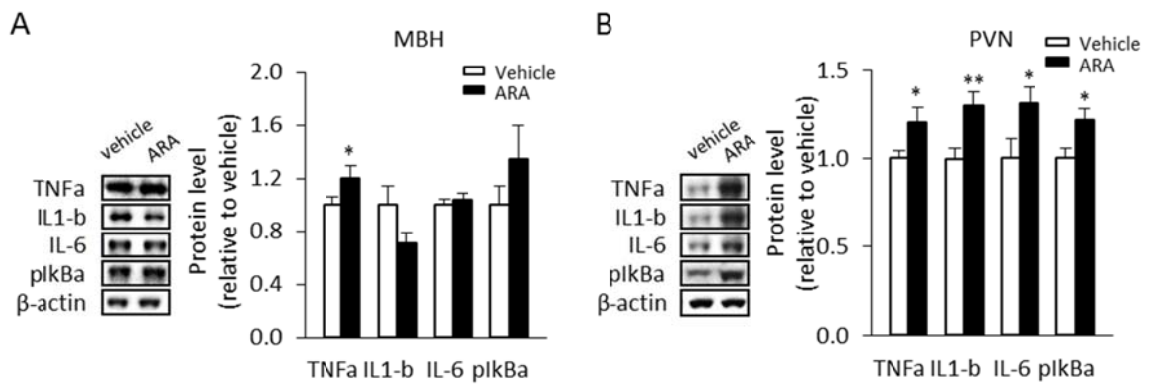 A
MBH
2.0
1.6
1.2
0.8
0.4
0.0
Protein level
(relative to vehicle)
Vehicle
ARA
vehicle
ARA
TNFa
IL1-b
IL-6
pIkBa
β-actin
*
TNFa IL1-b IL-6 pIkBa
B
PVN
1.5
1.0
0.5
0.0
Protein level
(relative to vehicle)
Vehicle
ARA
vehicle
ARA
TNFa
IL1-b
IL-6
pIkBa
β-actin
* ** * *
TNFa IL1-b IL-6 pIkBa